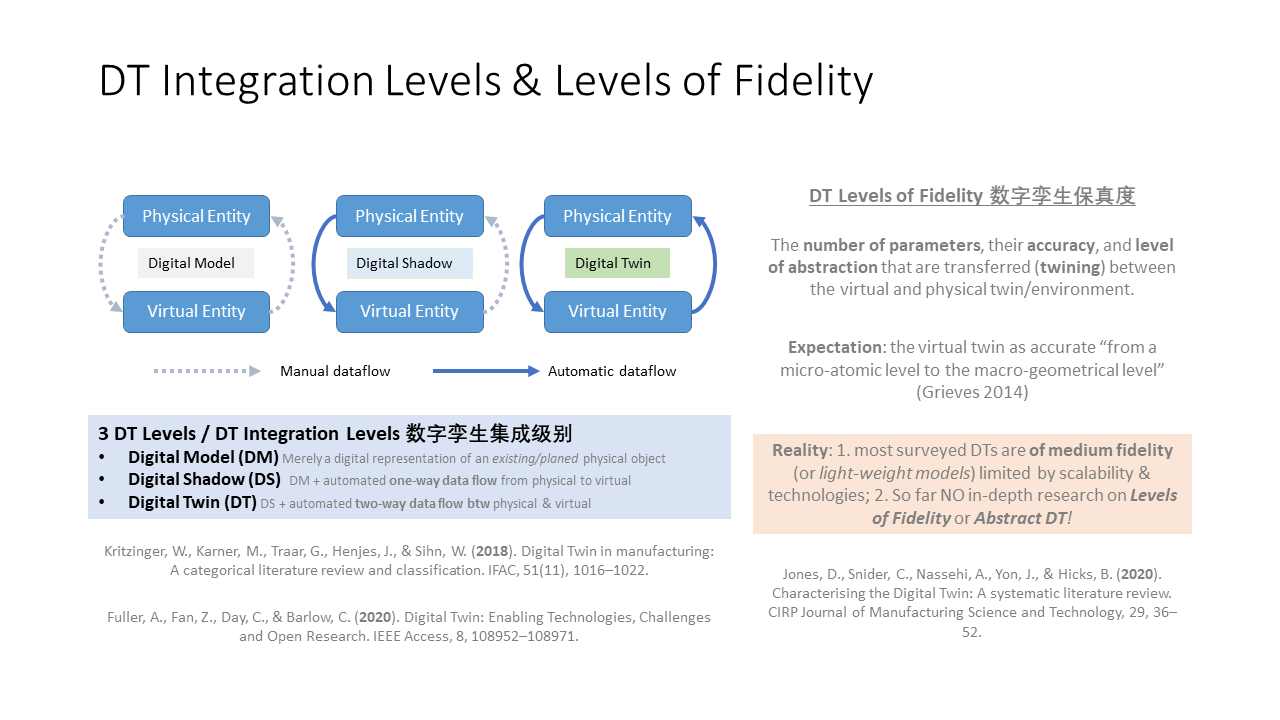 DT Integration Levels & Levels of Fidelity
Physical Entity
Digital Model
Virtual Entity
Physical Entity
Digital Shadow
Virtual Entity
Physical Entity
Digital Twin
Virtual Entity
Manual dataflow
Automatic dataflow
3 DT Levels / DT Integration Levels 数字孪生集成级别
• Digital Model (DM) Merely a digital representation of an existing/planed physical object
• Digital Shadow (DS) DM + automated one-way data flow from physical to virtual
• Digital Twin (DT) DS + automated two-way data flow btw physical & virtual
Kritzinger, W., Karner, M., Traar, G., Henjes, J., & Sihn, W. (2018). Digital Twin in manufacturing:
A categorical literature review and classification. IFAC, 51(11), 1016–1022.
Fuller, A., Fan, Z., Day, C., & Barlow, C. (2020). Digital Twin: Enabling Technologies, Challenges
and Open Research. IEEE Access, 8, 108952–108971.
DT Levels of Fidelity 数字孪生保真度
The number of parameters, their accuracy, and level
of abstraction that are transferred (twining) between
the virtual and physical twin/environment.
Expectation: the virtual twin as accurate “from a
micro-atomic level to the macro-geometrical level”
(Grieves 2014)
Reality: 1. most surveyed DTs are of medium fidelity
(or light-weight models) limited by scalability &
technologies; 2. So far NO in-depth research on Levels
of Fidelity or Abstract DT!
Jones, D., Snider, C., Nassehi, A., Yon, J., & Hicks, B. (2020).
Characterising the Digital Twin: A systematic literature review.
CIRP Journal of Manufacturing Science and Technology, 29, 36–
52.